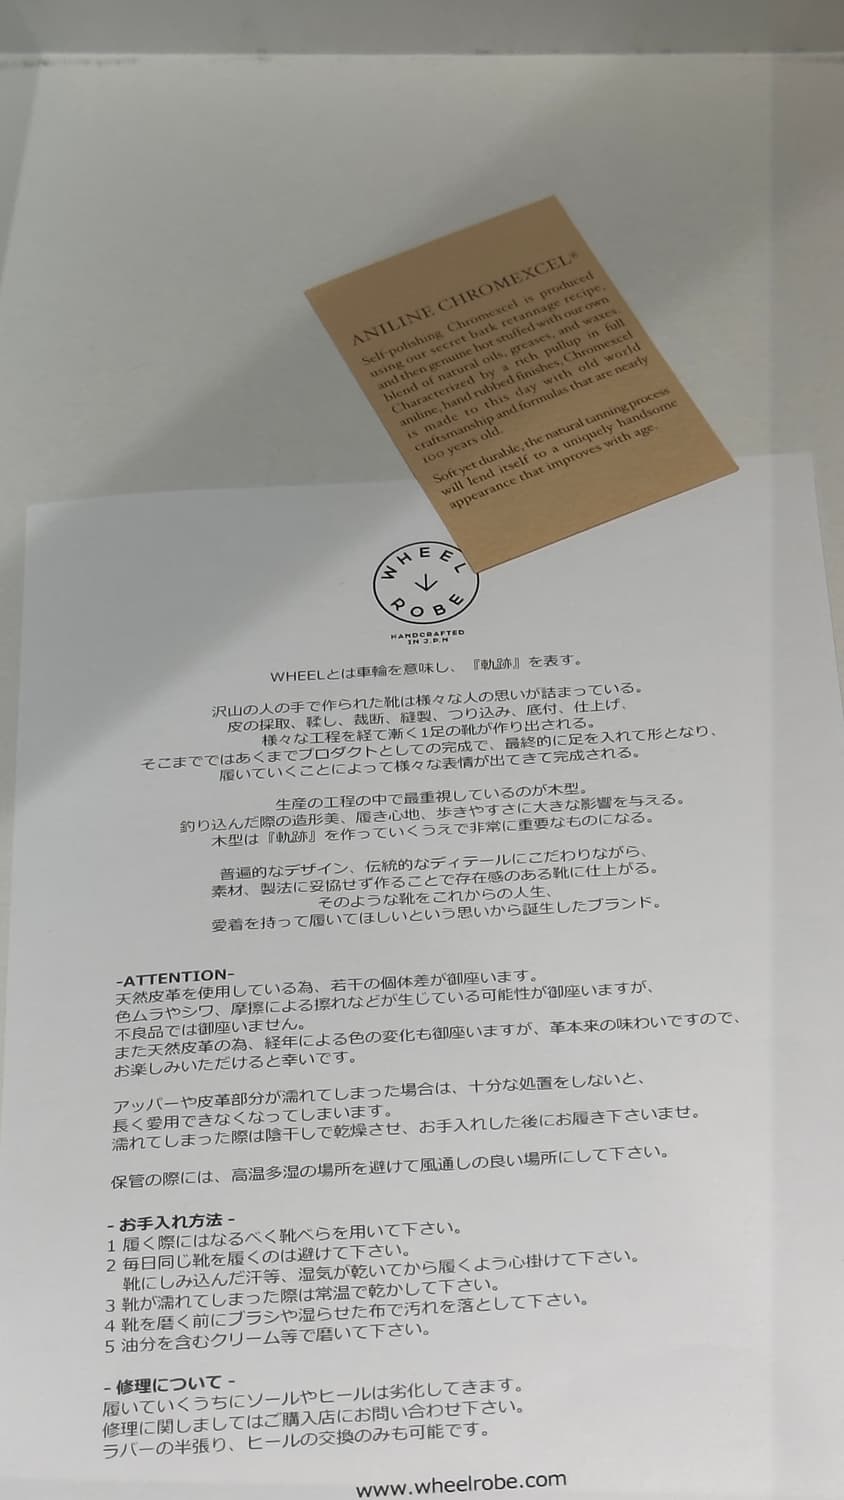 ANILINE CHROMEXCEL®
Self-polishing Chromexcel is produced
using our secret bark retannage recipe,
and then genuine hot stuffed with our own
blend of natural oils, greases, and waxes.
Characterized by a rich pullup in full
aniline, hand rubbed finishes, Chromexcel
is made to this day with old world
craftsmanship and formulas that are nearly
100 years old.
Soft yet durable, the natural tanning process
will lend itself to a uniquely handsome
appearance that improves with age.
WHEEL
ROBE
HANDCRAFTED
IN J.P.N
WHEELとは車輪を意味し、『軌跡』を表す。
沢山の人の手で作られた靴は様々な人の思いが詰まっている。
皮の採取、鞣し、裁断、縫製、つり込み、底付、仕上げ、
様々な工程を経て漸く1足の靴が作り出される。
そこまでではあくまでプロダクトとしての完成で、最終的に足を入れて形となり、
履いていくことによって様々な表情が出てきて完成される。
生産の工程の中で最重視しているのが木型。
釣り込んだ際の造形美、履き心地、歩きやすさに大きな影響を与える。
木型は『軌跡』を作っていくうえで非常に重要なものになる。
普遍的なデザイン、伝統的なディテールにこだわりながら、
素材、製法に妥協せず作ることで存在感のある靴に仕上がる。
そのような靴をこれからの人生、
愛着を持って履いてほしいという思いから誕生したブランド。
-ATTENTION-
天然皮革を使用している為、若干の個体差が御座います。
色ムラやシワ、摩擦による擦れなどが生じている可能性が御座いますが、
不良品では御座いません。
また天然皮革の為、経年による色の変化も御座いますが、革本来の味わいですので、
お楽しみいただけると幸いです。
アッパーや皮革部分が濡れてしまった場合は、十分な処置をしないと、
長く愛用できなくなってしまいます。
濡れてしまった際は陰干しで乾燥させ、お手入れした後にお履き下さいませ。
保管の際には、高温多湿の場所を避けて風通しの良い場所にして下さい。
- お手入れ方法 -
1 履く際にはなるべく靴べらを用いて下さい。
2 毎日同じ靴を履くのは避けて下さい。
靴にしみ込んだ汗等、湿気が乾いてから履くよう心掛けて下さい。
3 靴が濡れてしまった際は常温で乾かして下さい。
4 靴を磨く前にブラシや湿らせた布で汚れを落として下さい。
5 油分を含むクリーム等で磨いて下さい。
- 修理について -
履いていくうちにソールやヒールは劣化してきます。
修理に関しましてはご購入店にお問い合わせ下さい。
ラバーの半張り、ヒールの交換のみも可能です。
www.wheelrobe.com